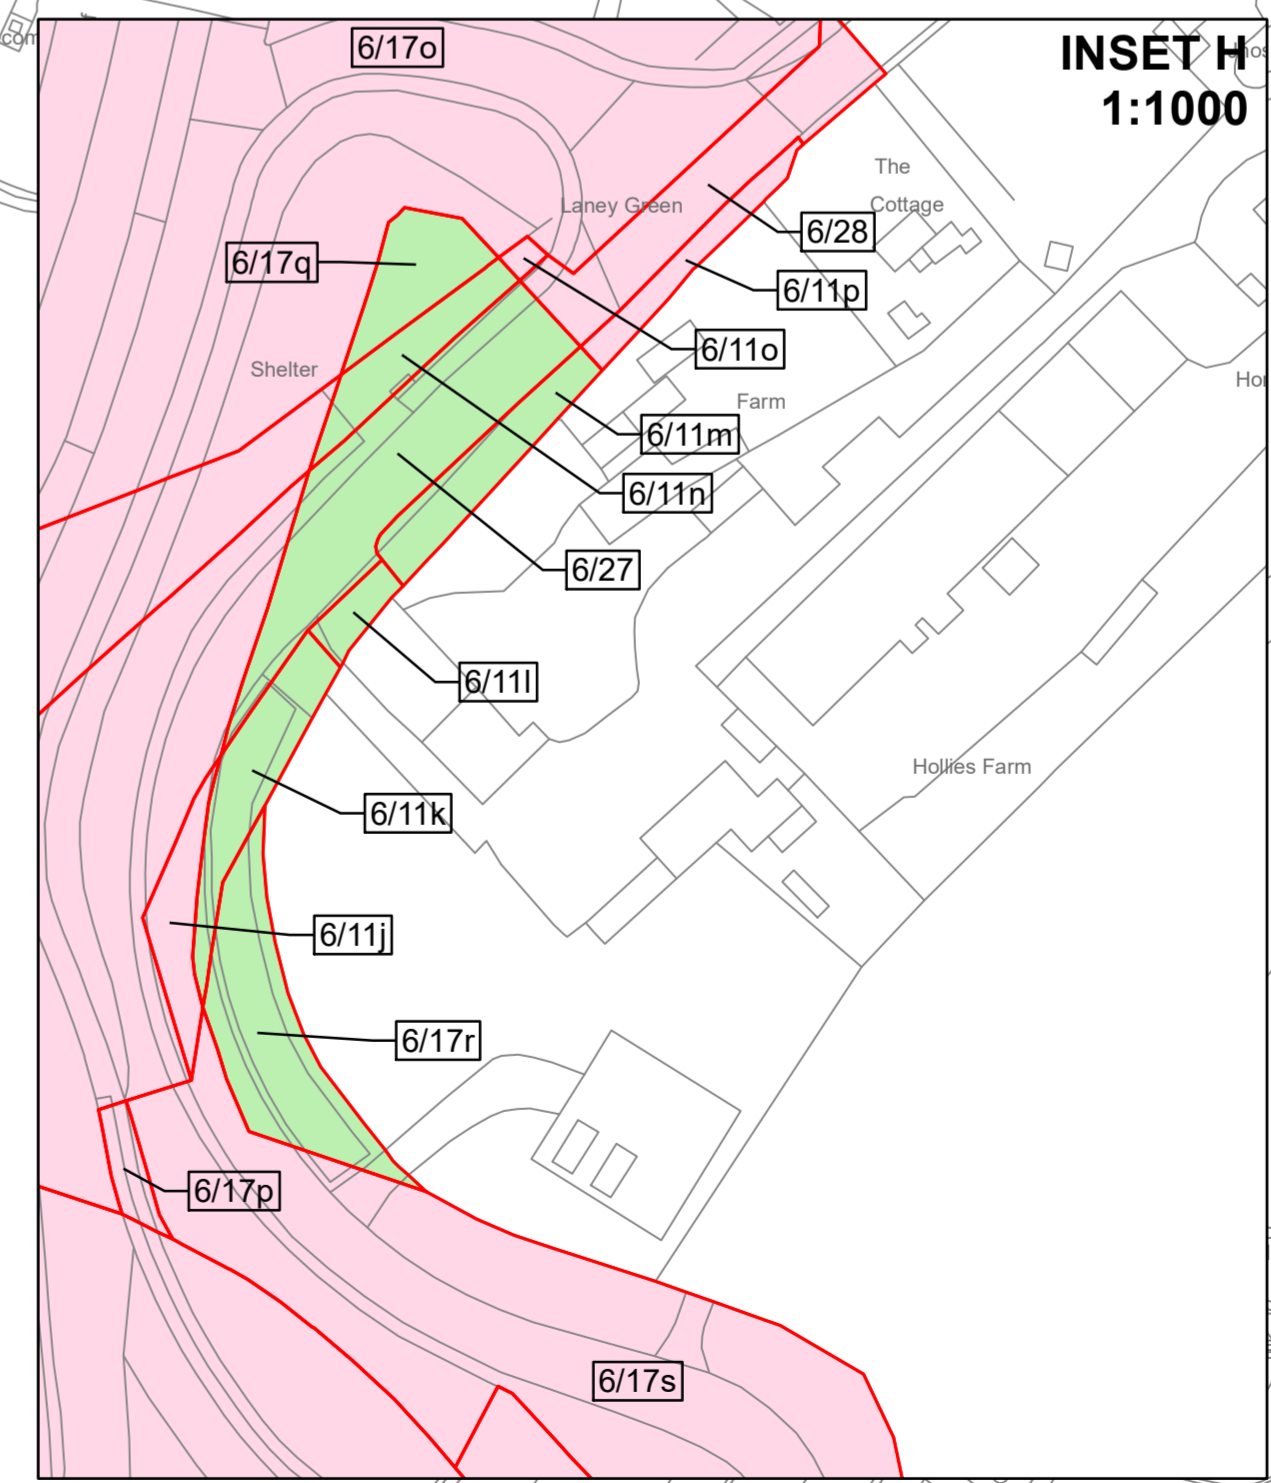 6/17o
INSET H
1:1000
The
Cottage
Laney Green
6/28
6/17q
6/11p
6/11o
Shelter
Farm
6/11m
6/11n
6/27
6/11l
Hollies Farm
6/11k
6/11j
6/17r
6/17p
6/17s